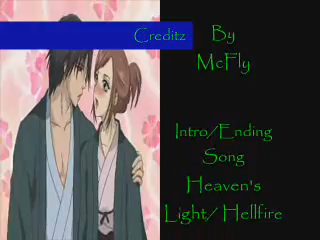 Creditz
By
McFly
Intro/Ending
Song
Heaven's
Light/ Hellfire